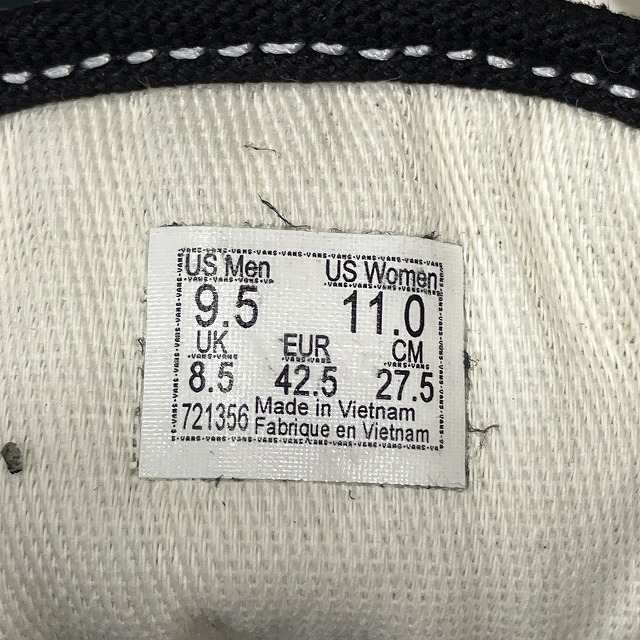 US Men US Women
9.5 11.0
UK EUR CM
8.5 42.5 27.5
721356 Made in Vietnam
Fabrique en Vietnam